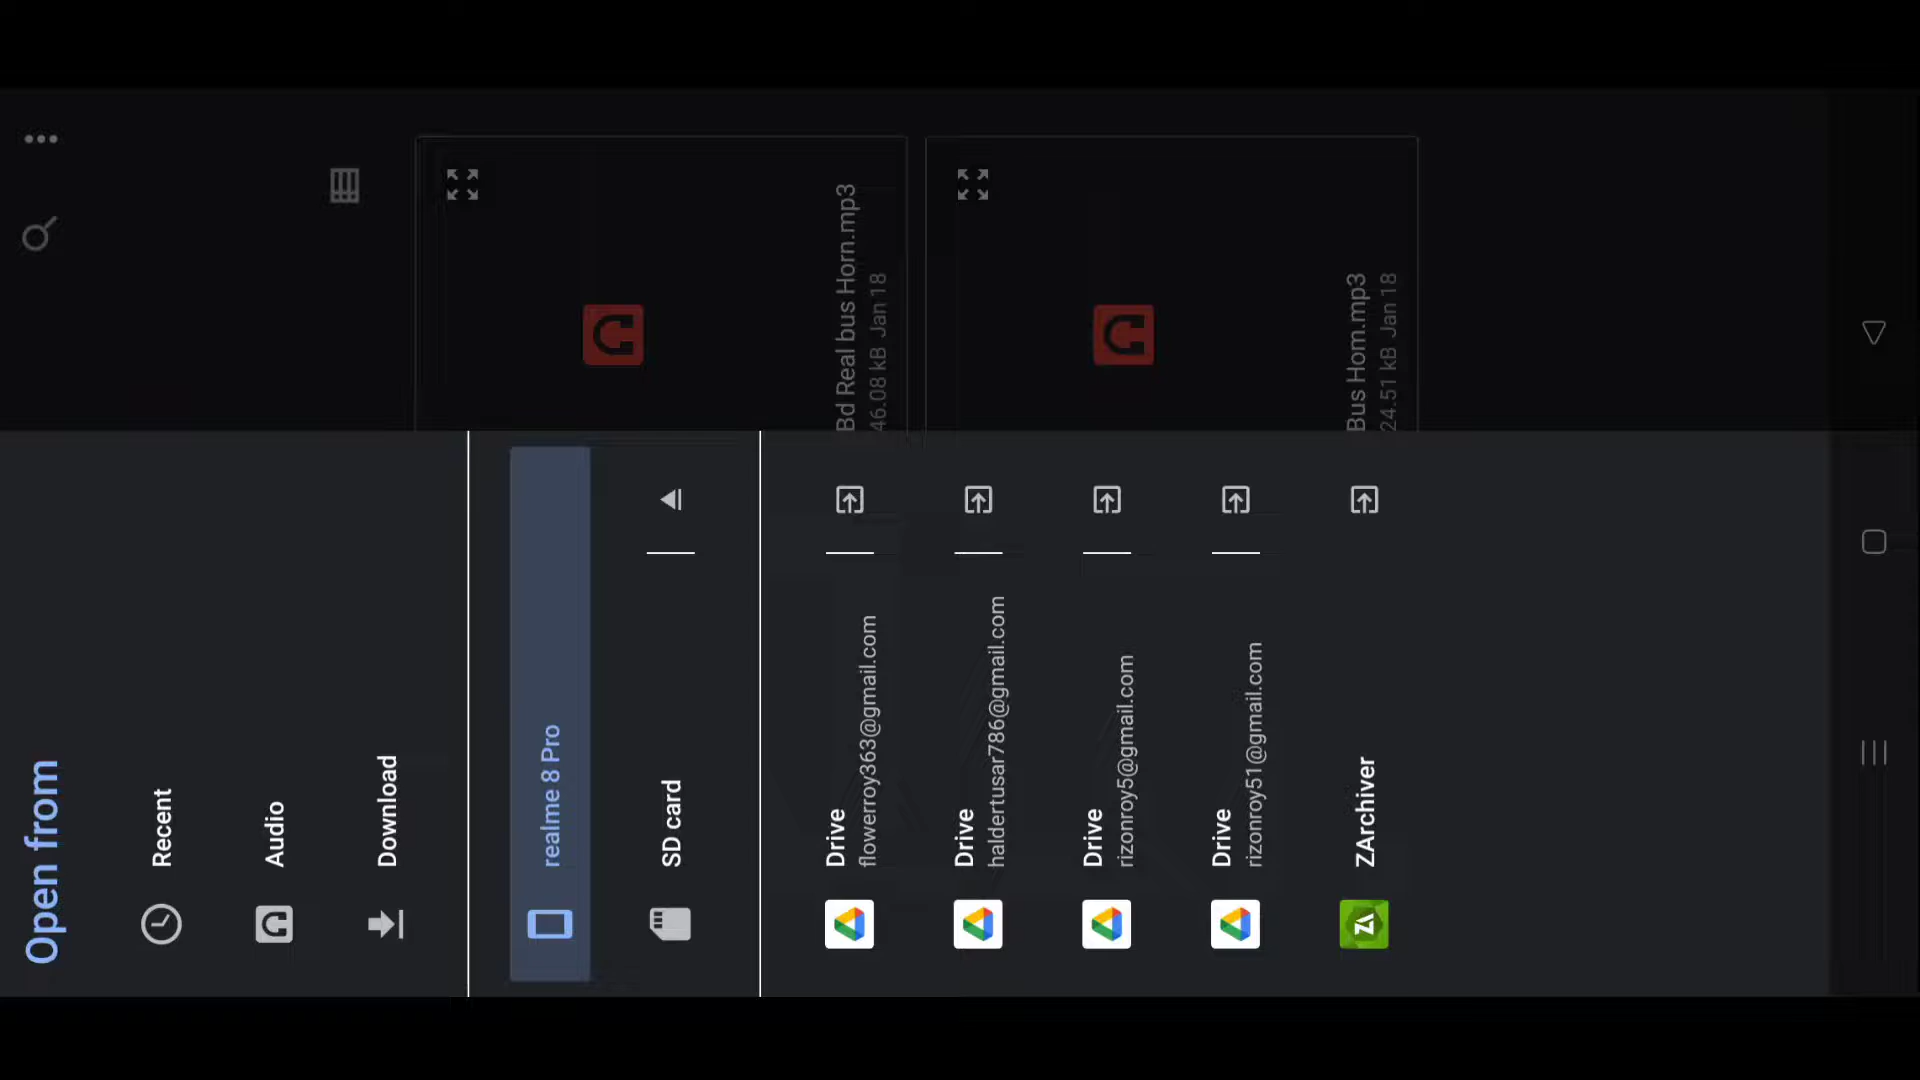 Open from
Recent
Audio
Download
realme 8 Pro
SD card
Drive
flowerroy363@gmail.com
Drive
haldertusar786@gmail.com
Drive
rizonroy5@gmail.com
Drive
rizonroy51@gmail.com
ZArchiver
ZA
Bd Real bus Horn.mp3
46.08 kB Jan 18
Bus Horn.mp3
24.51 kB Jan 18